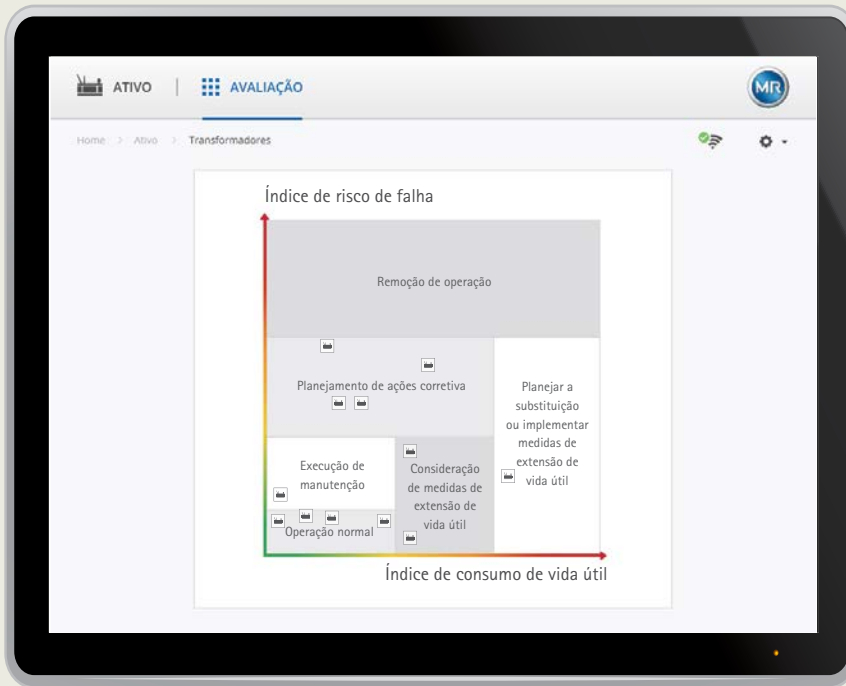 ATIVO | AVALIAÇÃO
MR
Home > Ativo > Transformadores
Índice de risco de falha
Remoção de operação
Planejamento de ações corretiva
Planejar a
substituição
ou implementar
medidas de
extensão de
vida útil
Execução de
manutenção
Consideração
de medidas de
extensão de
vida útil
Operação normal
Índice de consumo de vida útil